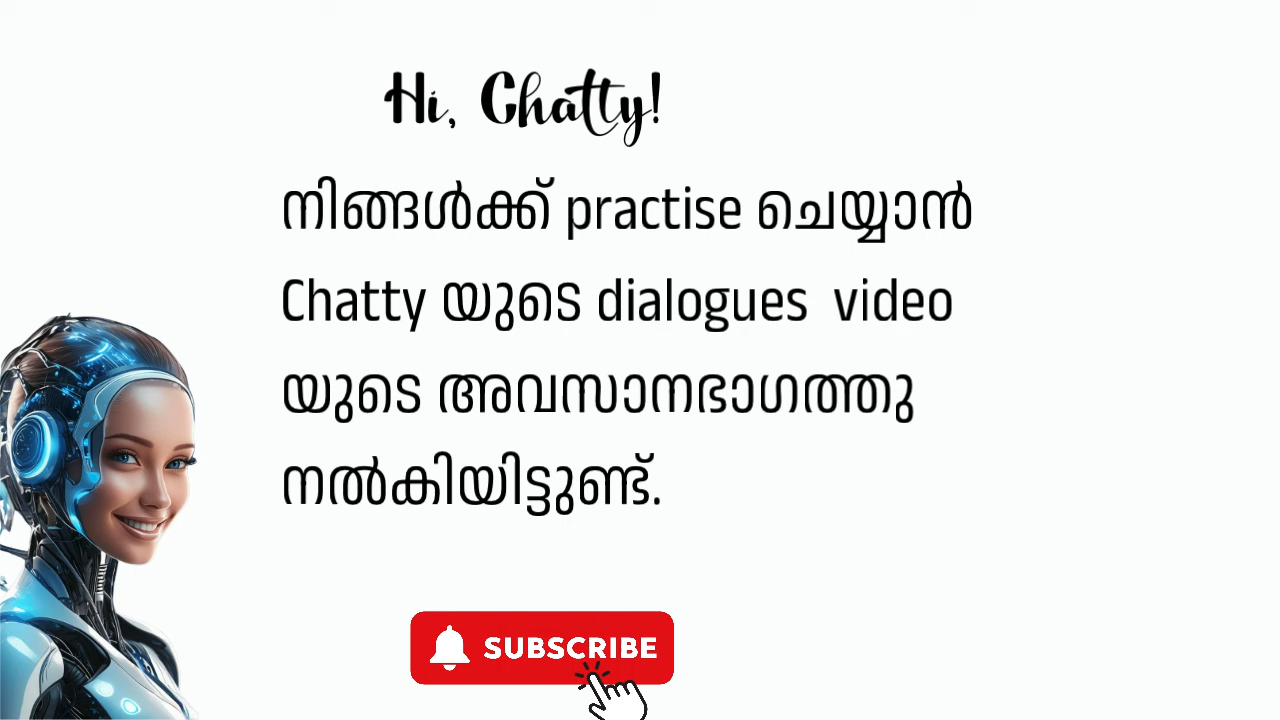 Hi, Chatty!
നിങ്ങൾക്ക് practise ചെയ്യാൻ
Chatty യുടെ dialogues video
യുടെ അവസാനഭാഗത്തു
നൽകിയിട്ടുണ്ട്.
SUBSCRIBE